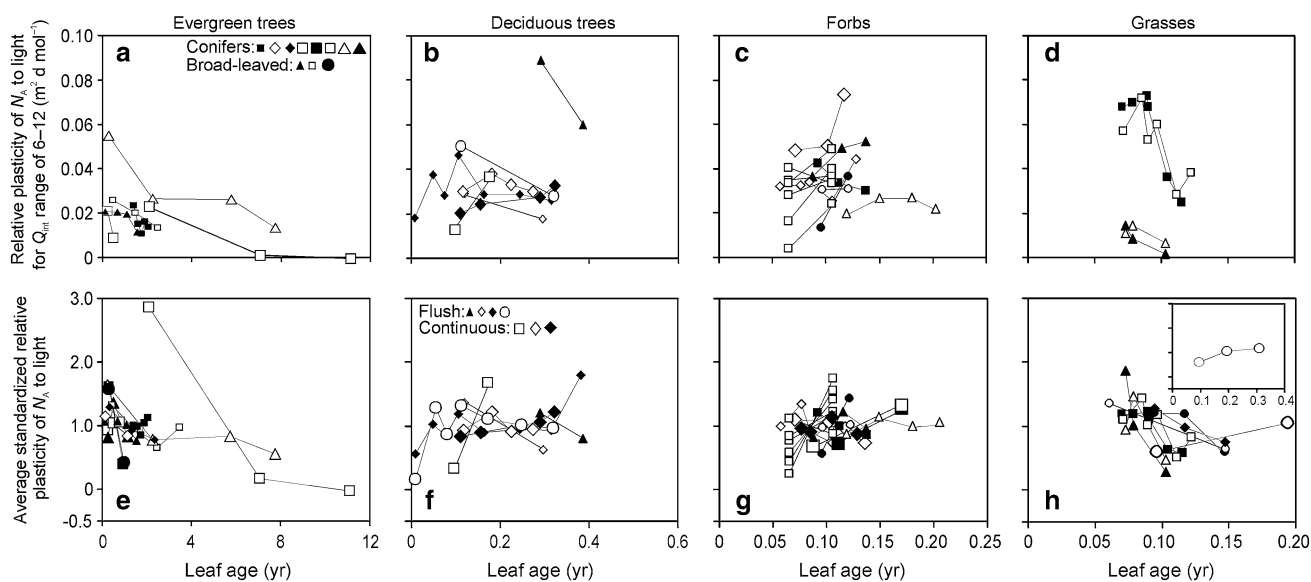 Evergreen trees
Deciduous trees
Forbs
Grasses
Relative plasticity of N_A to light
for Q_int range of 6–12 (m² d mol⁻¹)
0.10
0.08
0.06
0.04
0.02
0
a
Conifers:
Broad-leaved:
b
c
d
Average standardized relative
plasticity of N_A to light
3.0
2.0
1.0
0
-0.5
e
0 2 4 8 12
Leaf age (yr)
Flush:
Continuous:
f
0 0.2 0.4 0.6
Leaf age (yr)
g
0 0.05 0.10 0.15 0.20 0.25
Leaf age (yr)
0 0.1 0.2 0.3 0.4
h
0 0.05 0.10 0.15 0.20
Leaf age (yr)